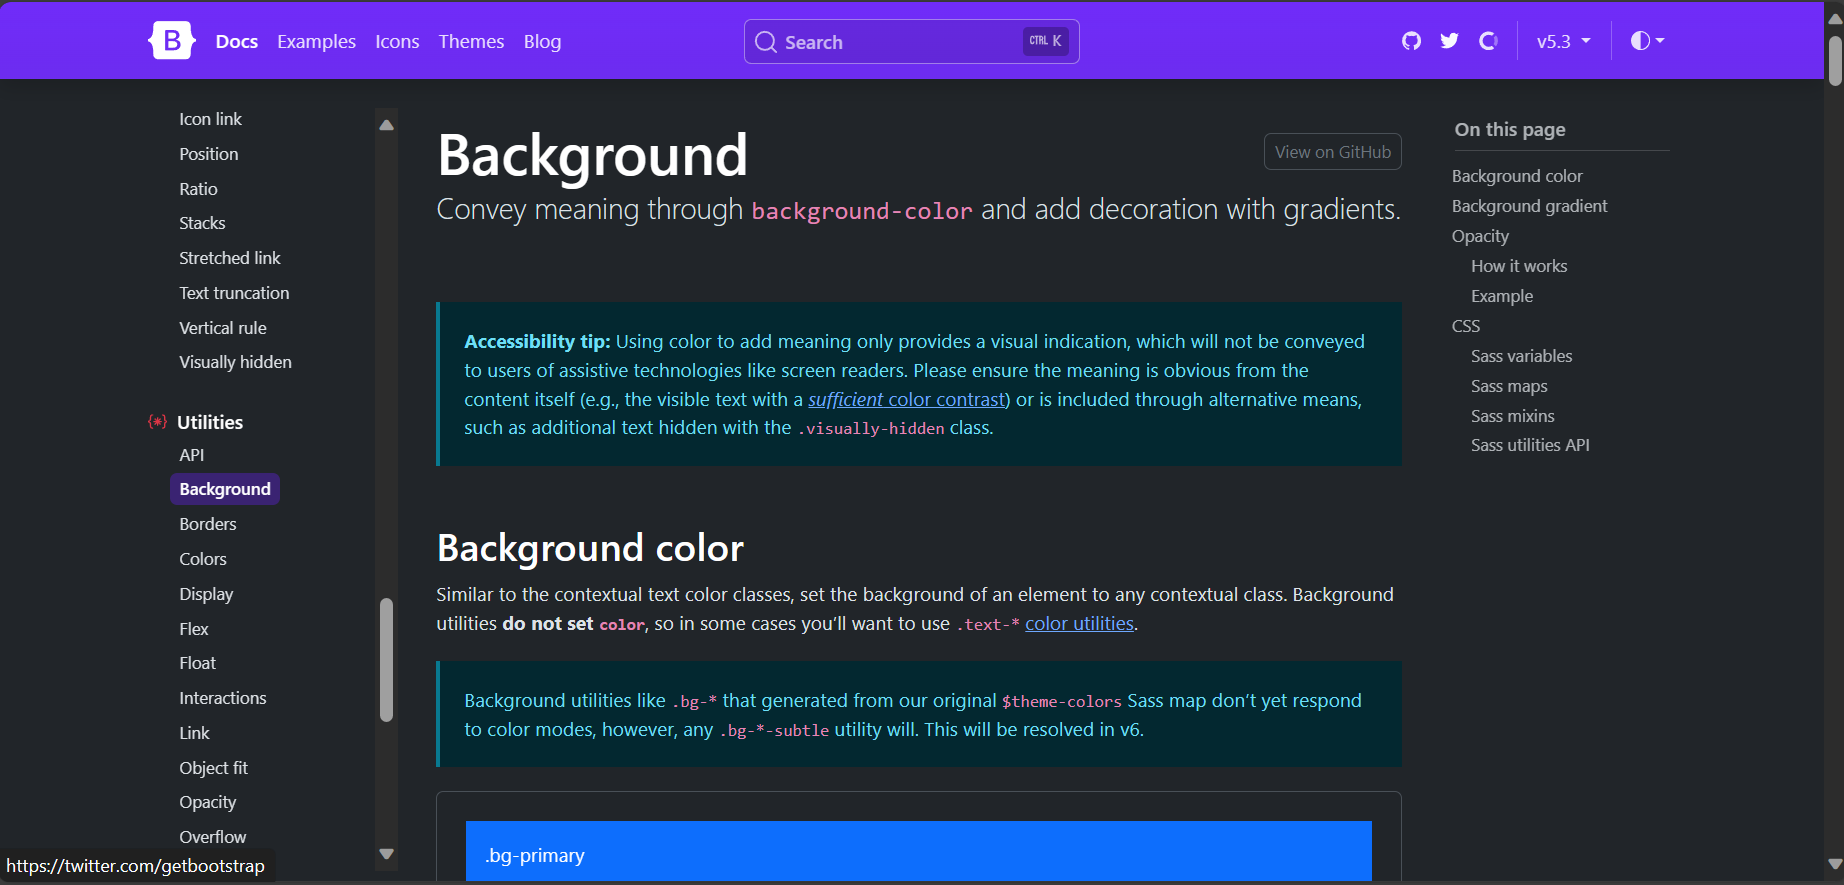 B
Docs
Examples
Icons
Themes
Blog
Search
CTRL K
v5.3
Icon link
Position
Ratio
Stacks
Stretched link
Text truncation
Vertical rule
Visually hidden
Utilities
API
Background
Borders
Colors
Display
Flex
Float
Interactions
Link
Object fit
Opacity
Overflow
https://twitter.com/getbootstrap
Background
View on GitHub
Convey meaning through background-color and add decoration with gradients.
Accessibility tip: Using color to add meaning only provides a visual indication, which will not be conveyed
to users of assistive technologies like screen readers. Please ensure the meaning is obvious from the
content itself (e.g., the visible text with a sufficient color contrast) or is included through alternative means,
such as additional text hidden with the .visually-hidden class.
Background color
Similar to the contextual text color classes, set the background of an element to any contextual class. Background
utilities do not set color, so in some cases you’ll want to use .text-* color utilities.
Background utilities like .bg-* that generated from our original $theme-colors Sass map don’t yet respond
to color modes, however, any .bg-*-subtle utility will. This will be resolved in v6.
.bg-primary
On this page
Background color
Background gradient
Opacity
How it works
Example
CSS
Sass variables
Sass maps
Sass mixins
Sass utilities API